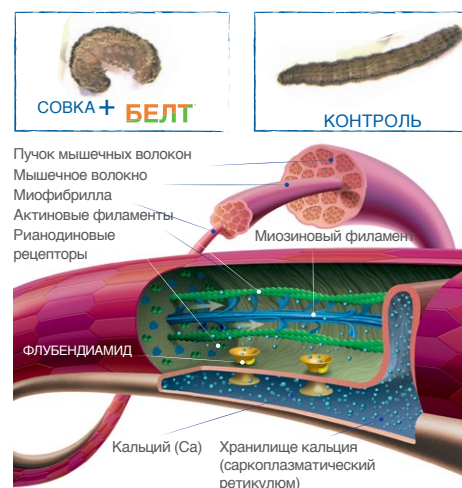 СОВКА + БЕЛТ
КОНТРОЛЬ
Пучок мышечных волокон
Мышечное волокно
Миофибрилла
Актиновые филаменты
Рианодиновые
рецепторы
Миозиновый филамент
ФЛУБЕНДИАМИД
Кальций (Ca)
Хранилище кальция
(саркоплазматический
ретикулюм)